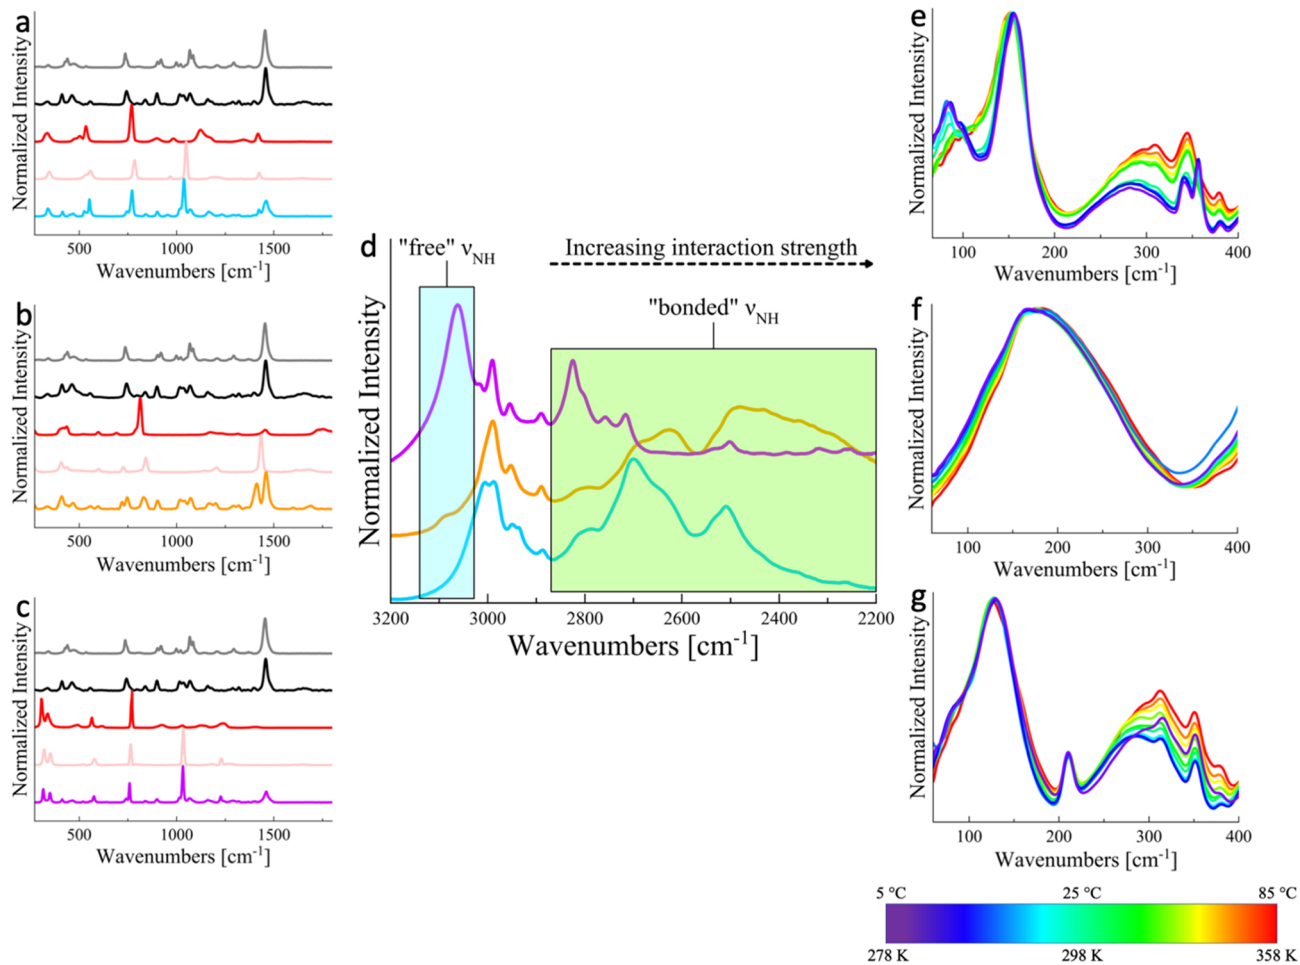 a
Normalized Intensity
500 1000 1500
Wavenumbers [cm⁻¹]
b
Normalized Intensity
500 1000 1500
Wavenumbers [cm⁻¹]
c
Normalized Intensity
500 1000 1500
Wavenumbers [cm⁻¹]
d
"free" νNH
Increasing interaction strength
"bonded" νNH
Normalized Intensity
3200 3000 2800 2600 2400 2200
Wavenumbers [cm⁻¹]
e
Normalized Intensity
100 200 300 400
Wavenumbers [cm⁻¹]
f
Normalized Intensity
100 200 300 400
Wavenumbers [cm⁻¹]
g
Normalized Intensity
100 200 300 400
Wavenumbers [cm⁻¹]
5 °C 25 °C 85 °C
278 K 298 K 358 K